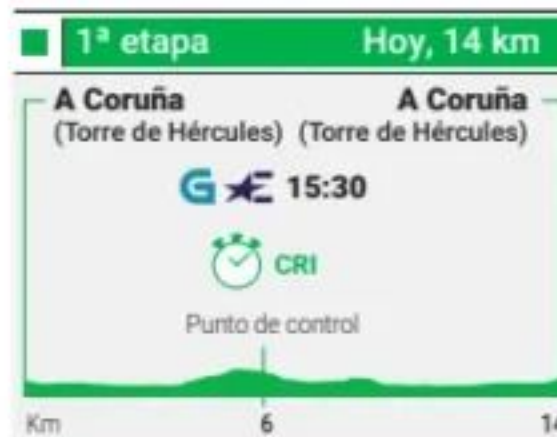 1ª etapa Hoy, 14 km
A Coruña A Coruña
(Torre de Hércules) (Torre de Hércules)
G E 15:30
CRI
Punto de control
Km 6 14